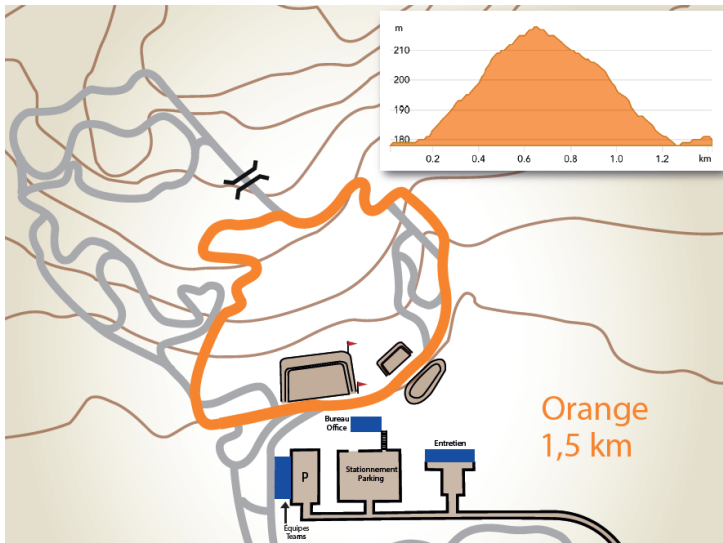 m
210
200
190
180
0.2
0.4
0.6
0.8
1.0
1.2
km
Orange
1,5 km
Bureau
Office
Entretien
P
Stationnement
Parking
Équipes
Teams